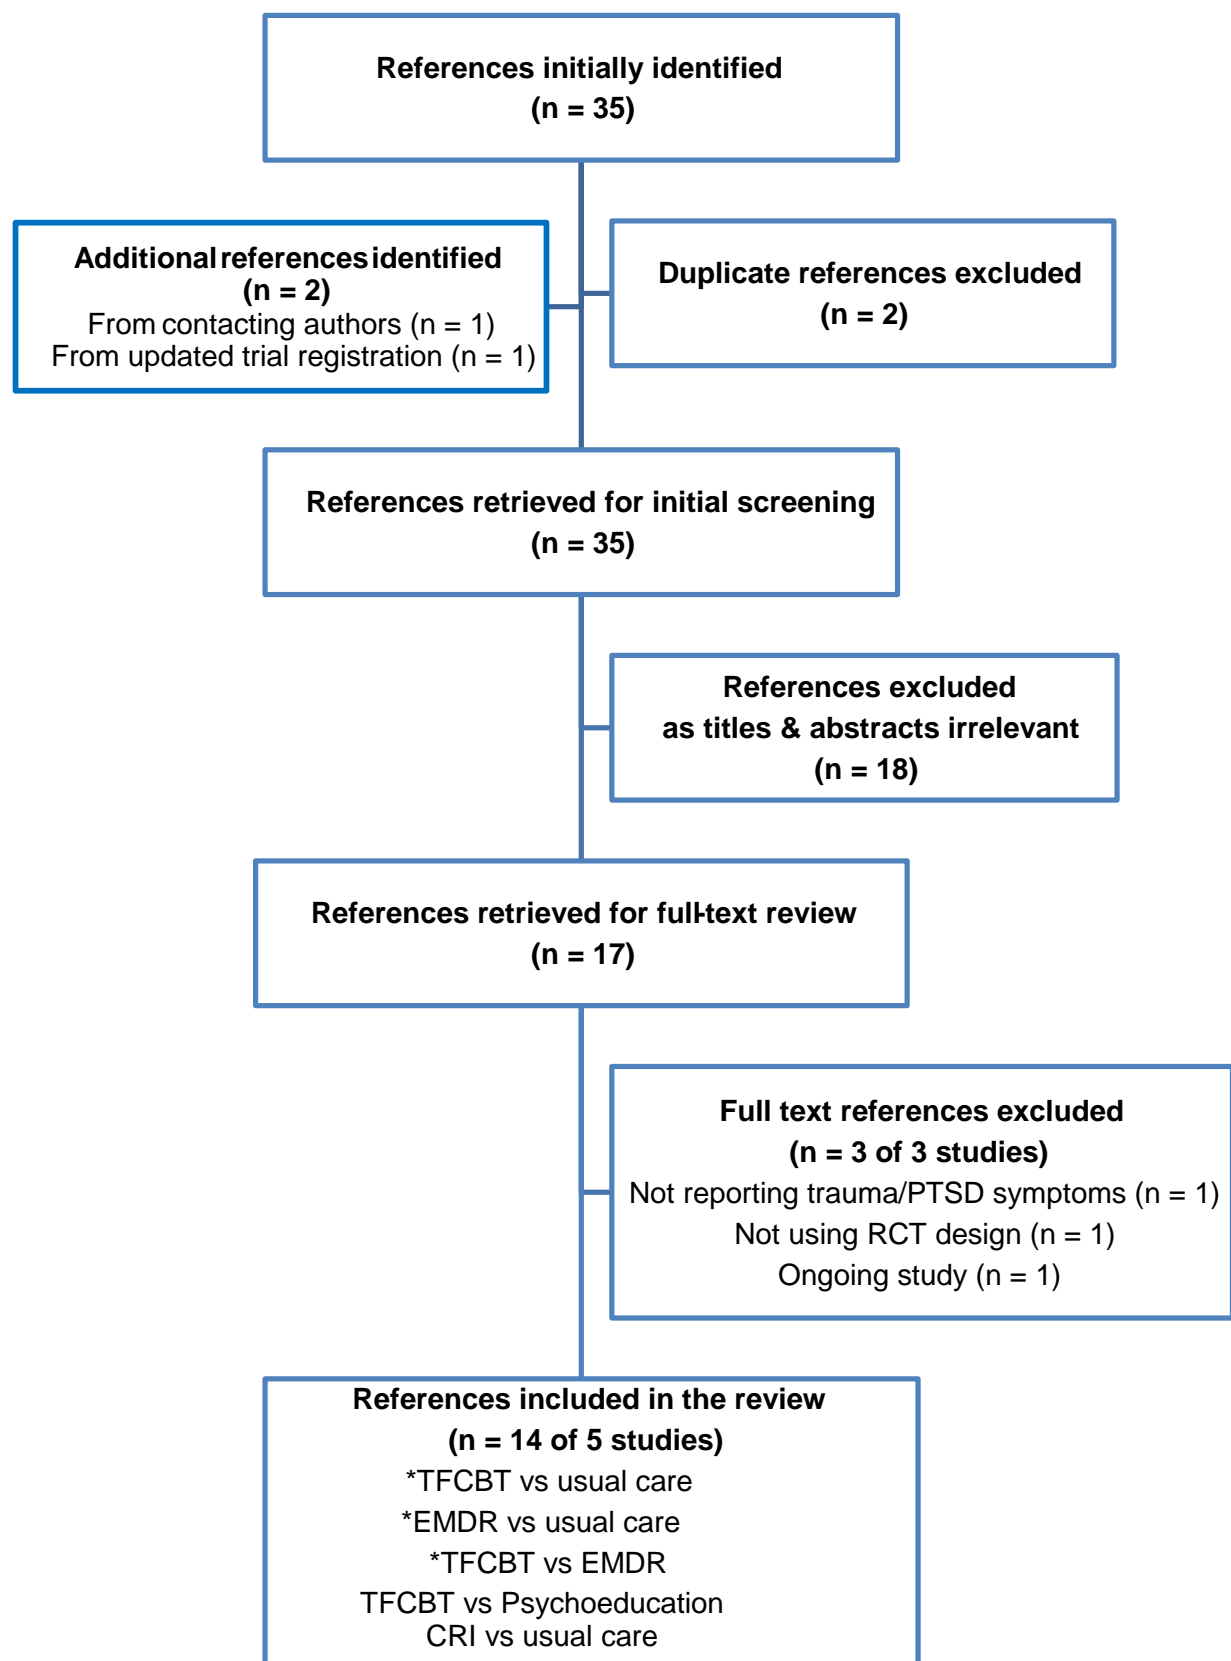 References initially identified
(n = 35)
Additional references identified
(n = 2)
From contacting authors (n = 1)
From updated trial registration (n = 1)
Duplicate references excluded
(n = 2)
References retrieved for initial screening
(n = 35)
References excluded
as titles & abstracts irrelevant
(n = 18)
References retrieved for full-text review
(n = 17)
Full text references excluded
(n = 3 of 3 studies)
Not reporting trauma/PTSD symptoms (n = 1)
Not using RCT design (n = 1)
Ongoing study (n = 1)
References included in the review
(n = 14 of 5 studies)
*TFCBT vs usual care
*EMDR vs usual care
*TFCBT vs EMDR
TFCBT vs Psychoeducation
CRI vs usual care